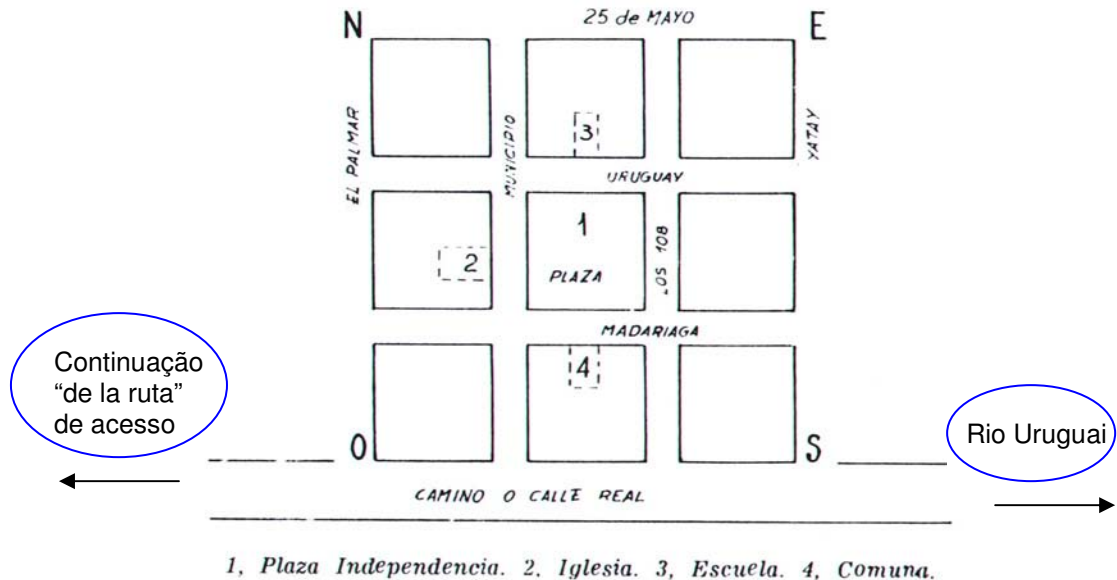 N
25 de MAYO
E
EL PALMAR
MUNICIPIO
3
YATAY
URUGUAY
1
PLAZA
2
LOS 108
MADARIAGA
4
Continuação
“de la ruta”
de acesso
O
S
Rio Uruguai
CAMINO O CALLE REAL
1, Plaza Independencia. 2, Iglesia. 3, Escuela. 4, Comuna.